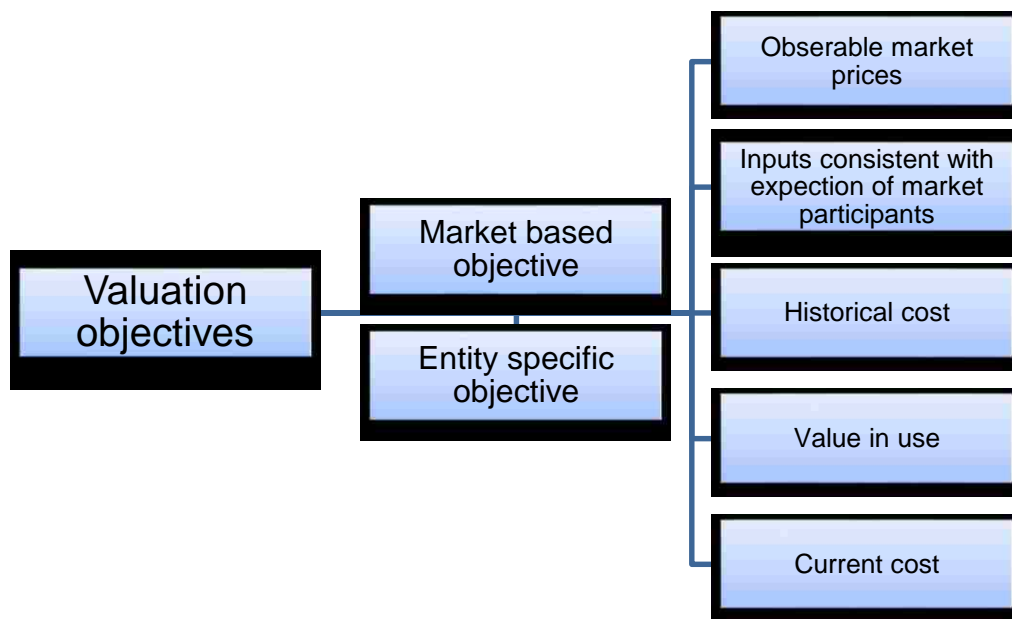 Valuation
objectives
Market based
objective
Entity specific
objective
Obserable market
prices
Inputs consistent with
expection of market
participants
Historical cost
Value in use
Current cost